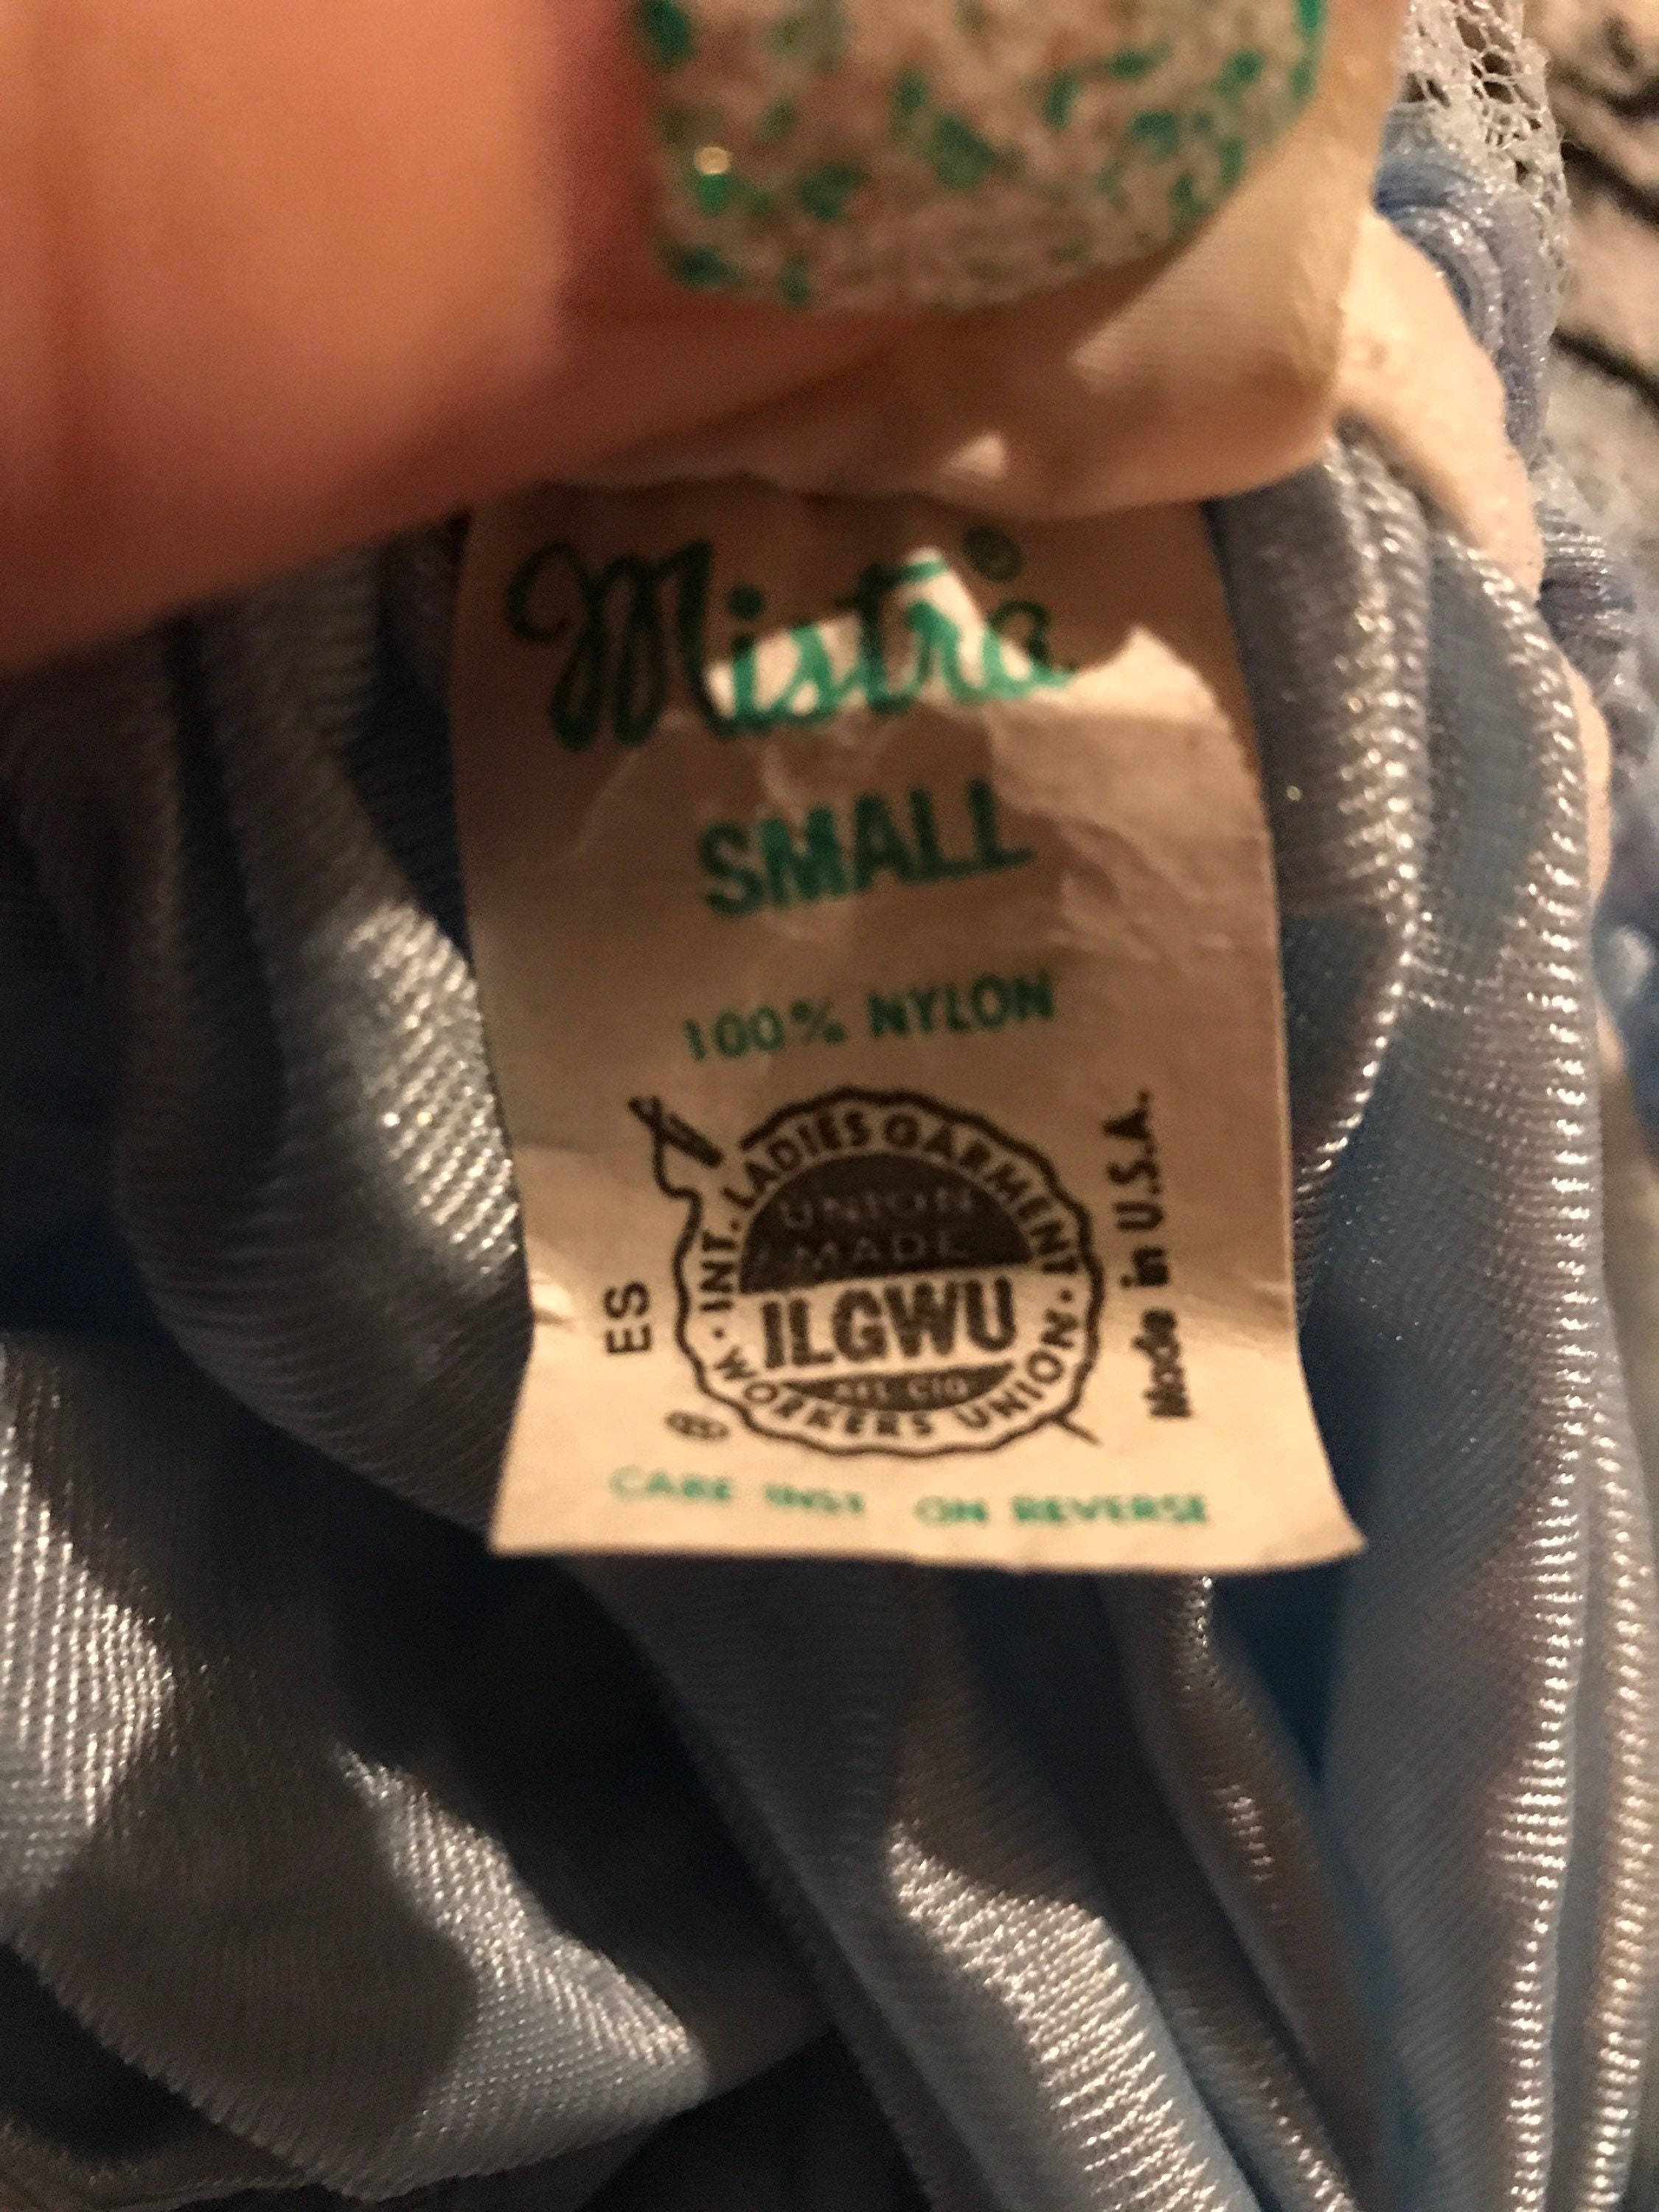 Mistra ®
SMALL
100% NYLON
INT. LADIES GARMENT
WORKERS UNION
UNION
MADE
ILGWU
AFL CIO
ES
®
Made in U.S.A.
CARE INST ON REVERSE